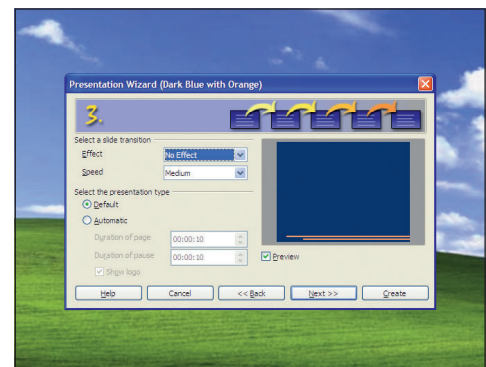 Presentation Wizard (Dark Blue with Orange)
3.
Select a slide transition
Effect No Effect
Speed Medium
Select the presentation type
Default
Automatic
Duration of page 00:00:10
Duration of pause 00:00:10
Preview
Show logo
Help Cancel << Back Next >> Create